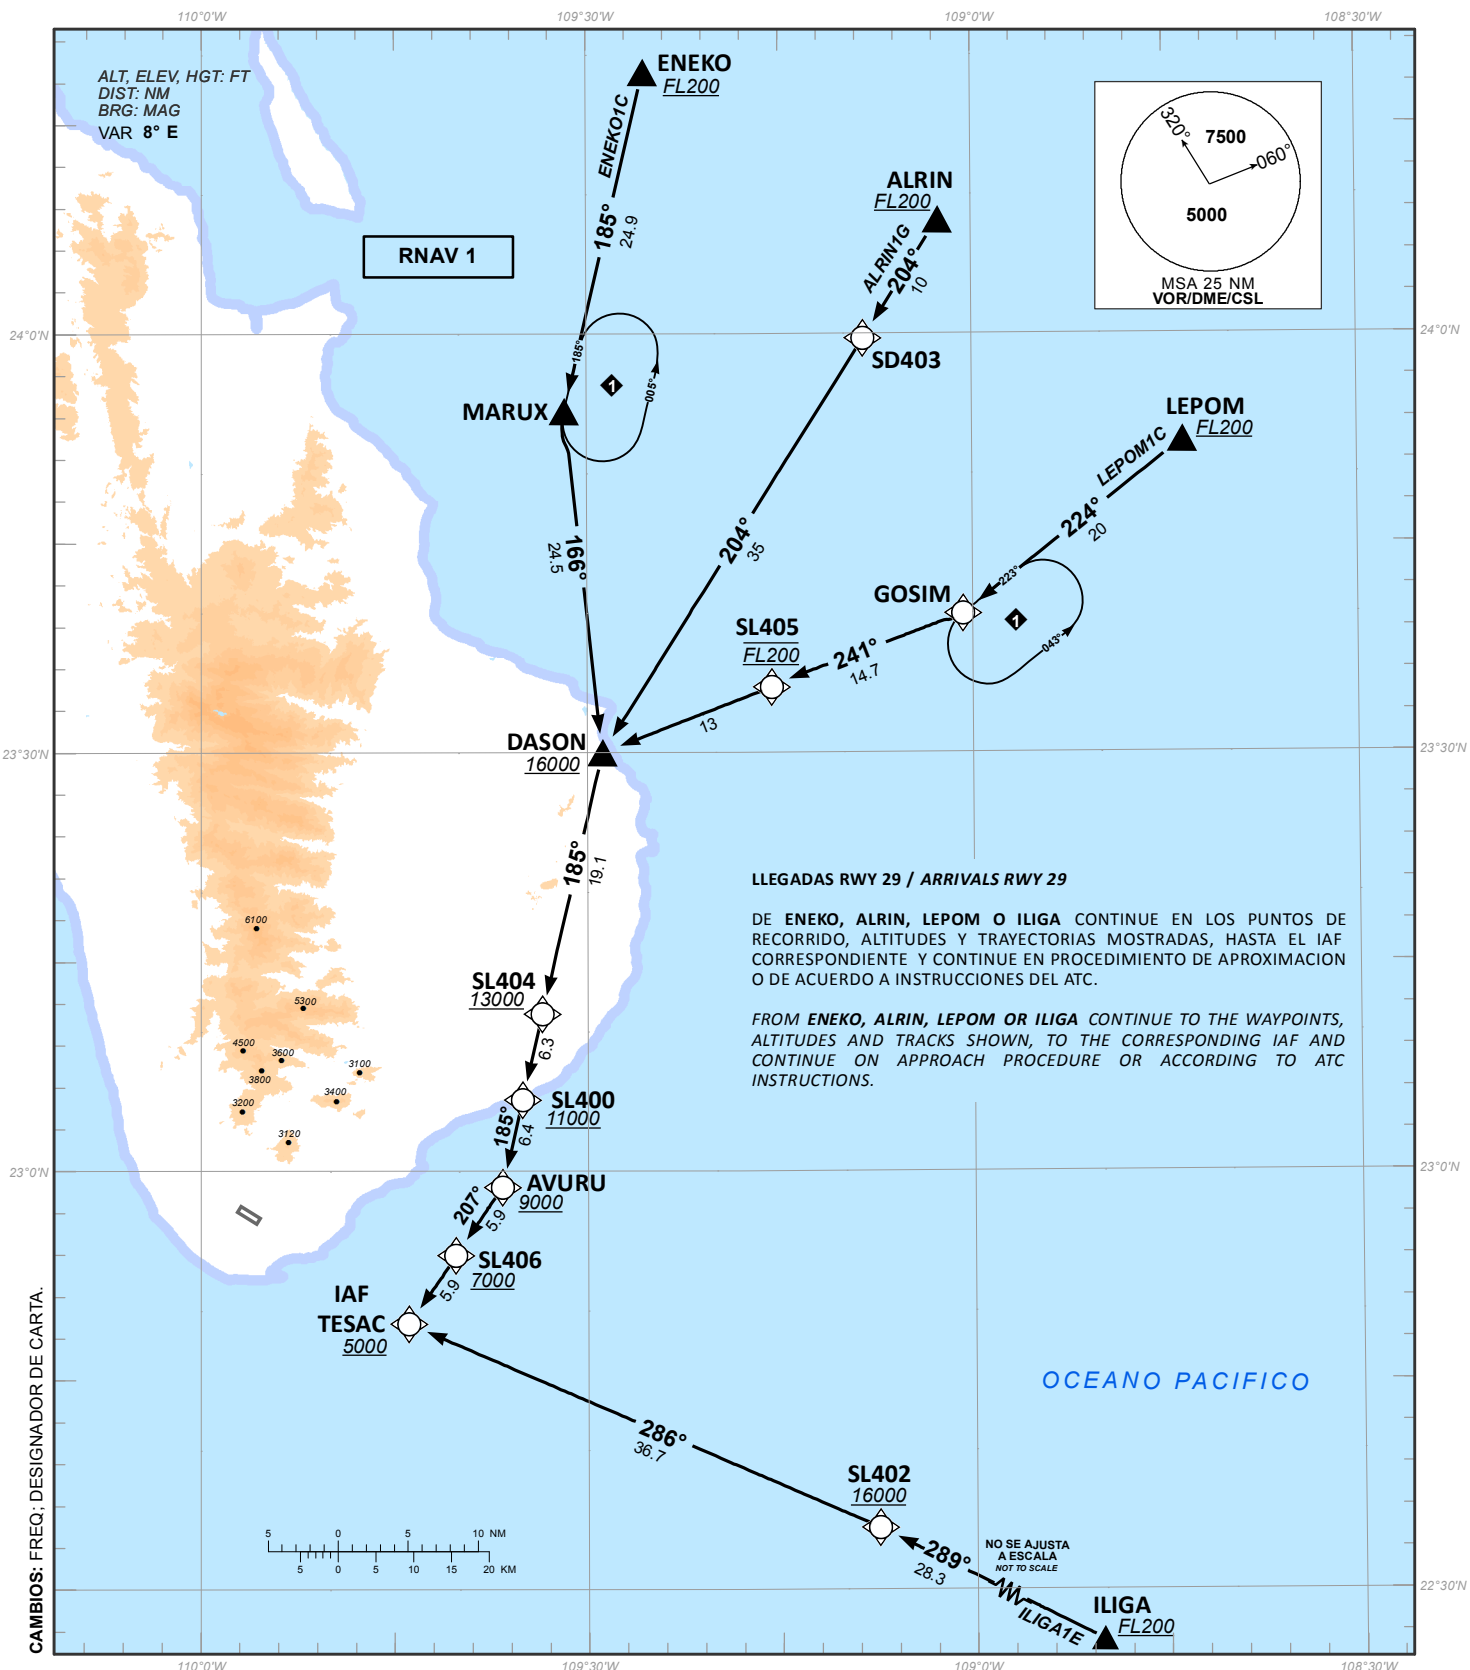 110°0'W
109°30'W
109°0'W
108°30'W
ALT, ELEV, HGT: FT
DIST: NM
BRG: MAG
VAR 8° E
ENEKO
FL200
ENEKO1C
185°
24.9
RNAV 1
ALRIN
FL200
ALRIN1G
204°
10
SD403
320°
7500
060°
5000
MSA 25 NM
VOR/DME/CSL
24°0'N
24°0'N
185°
1
005°
MARUX
LEPOM
FL200
LEPOM1C
224°
20
166°
24.5
204°
35
GOSIM
223°
1
043°
SL405
FL200
241°
14.7
13
DASON
16000
23°30'N
23°30'N
185°
19.1
LLEGADAS RWY 29 / ARRIVALS RWY 29
DE ENEKO, ALRIN, LEPOM O ILIGA CONTINUE EN LOS PUNTOS DE
RECORRIDO, ALTITUDES Y TRAYECTORIAS MOSTRADAS, HASTA EL IAF
CORRESPONDIENTE Y CONTINUE EN PROCEDIMIENTO DE APROXIMACION
O DE ACUERDO A INSTRUCCIONES DEL ATC.
FROM ENEKO, ALRIN, LEPOM OR ILIGA CONTINUE TO THE WAYPOINTS,
ALTITUDES AND TRACKS SHOWN, TO THE CORRESPONDING IAF AND
CONTINUE ON APPROACH PROCEDURE OR ACCORDING TO ATC
INSTRUCTIONS.
6100
5300
4500
3600
3800
3100
3200
3400
3120
SL404
13000
6.3
SL400
11000
185°
6.4
23°0'N
23°0'N
AVURU
9000
207°
5.9
SL406
7000
5.9
IAF
TESAC
5000
OCEANO PACIFICO
286°
36.7
SL402
16000
289°
28.3
NO SE AJUSTA
A ESCALA
NOT TO SCALE
ILIGA1E
ILIGA
FL200
22°30'N
5 0 5 10 NM
5 0 5 10 15 20 KM
CAMBIOS: FREQ; DESIGNADOR DE CARTA.
110°0'W
109°30'W
109°0'W
108°30'W